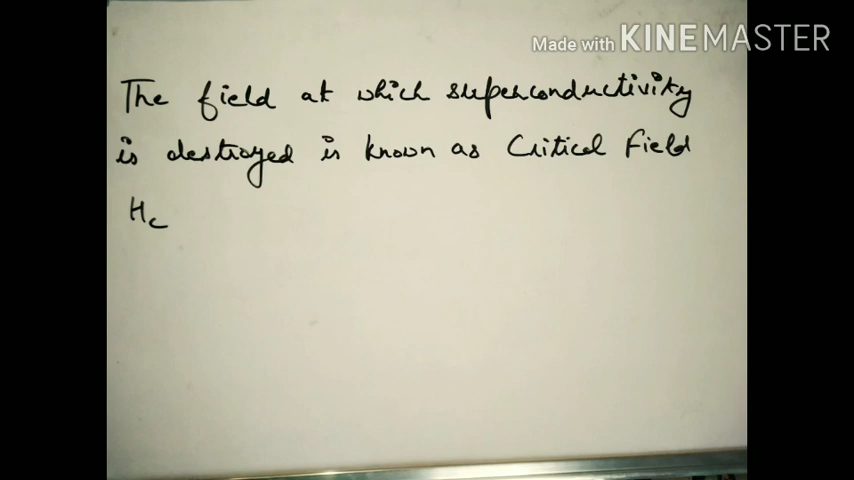 Made with KINEMASTER
The field at which superconductivity
is destroyed is known as Critical Field
Hc